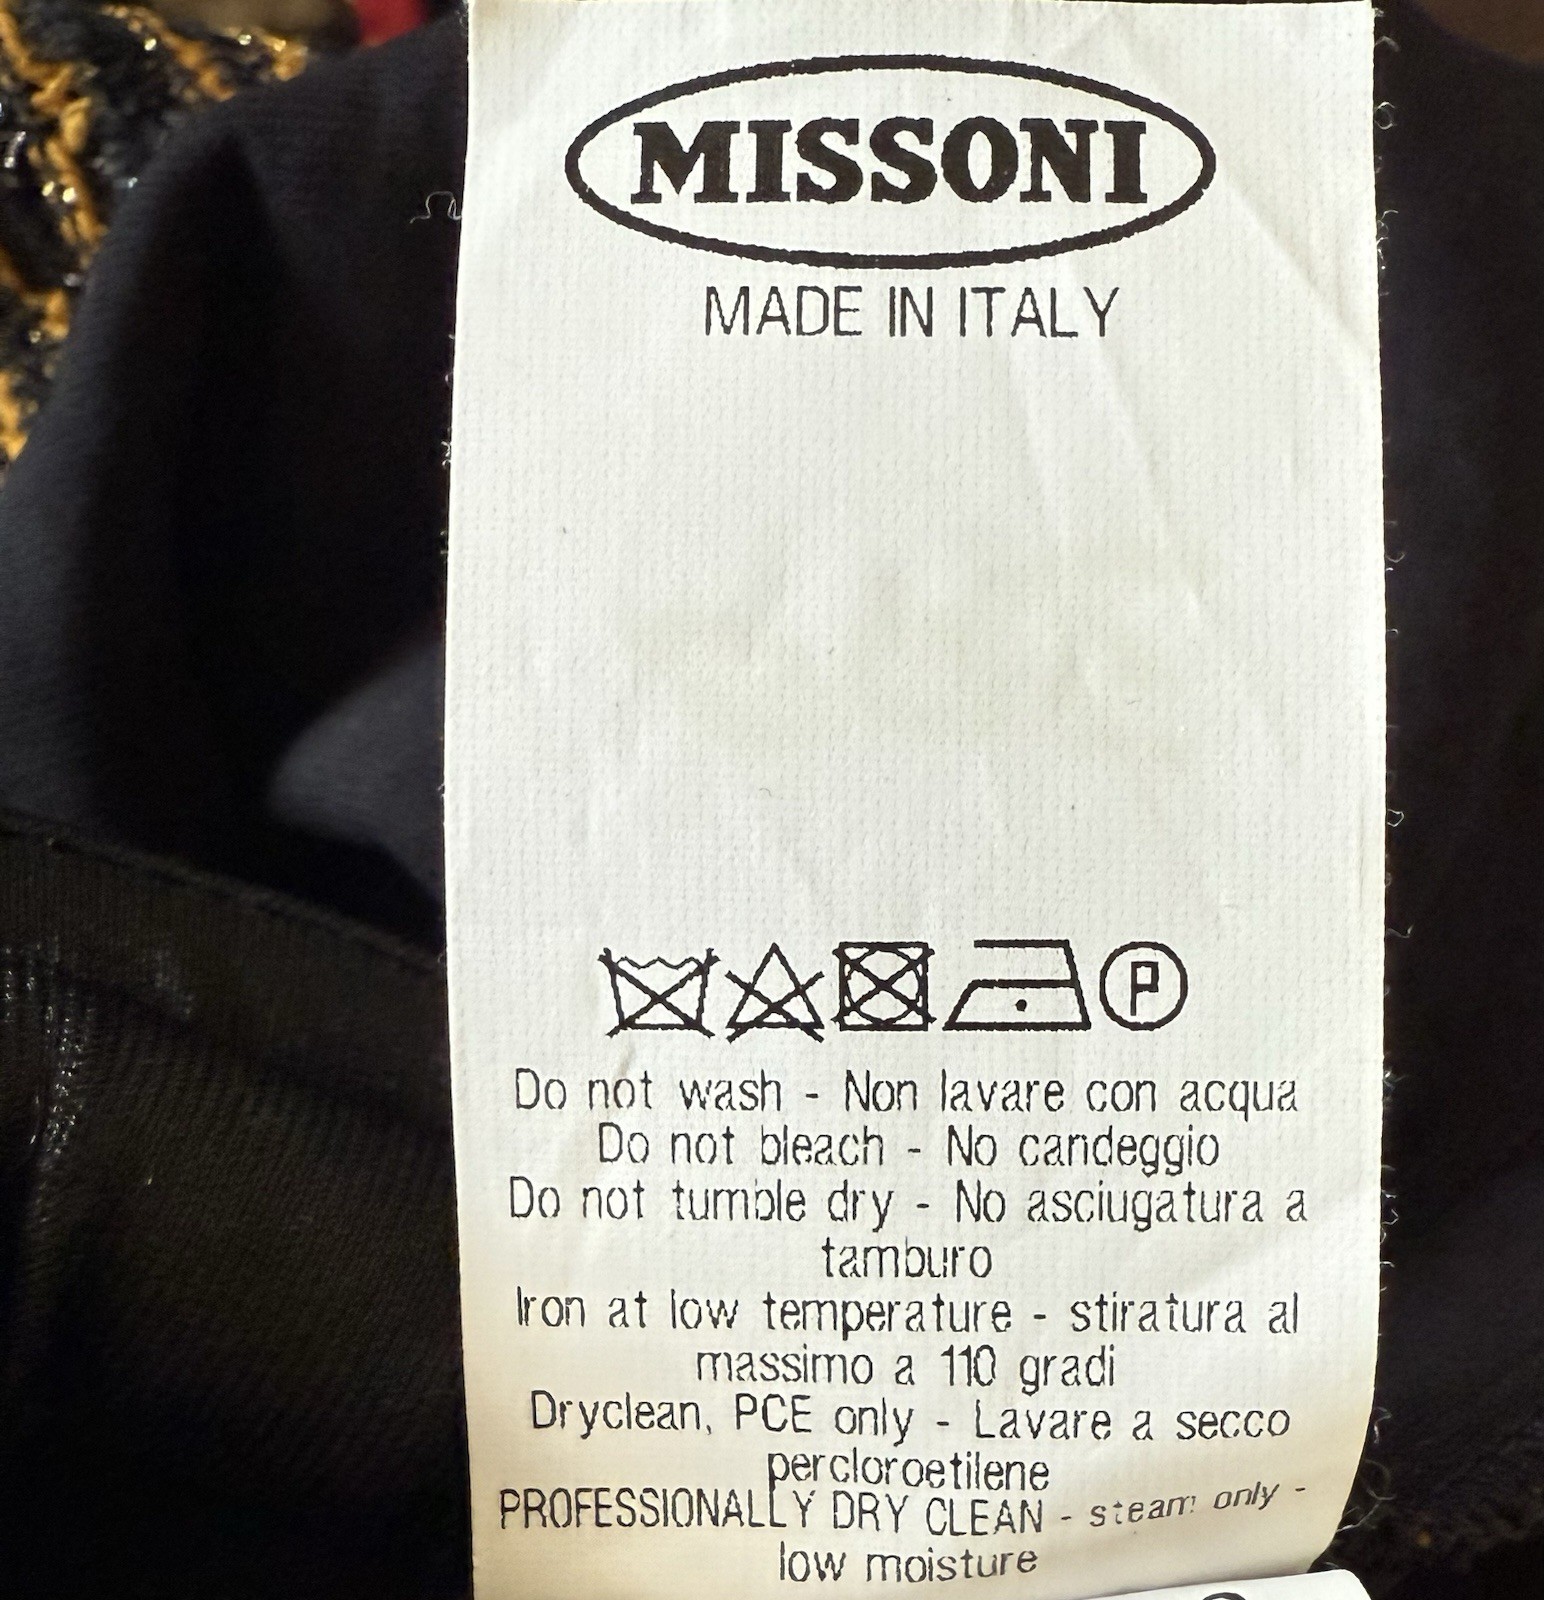 MISSONI
MADE IN ITALY
P
Do not wash - Non lavare con acqua
Do not bleach - No candeggio
Do not tumble dry - No asciugatura a
tamburo
Iron at low temperature - stiratura al
massimo a 110 gradi
Dryclean, PCE only - Lavare a secco
percloroetilene
PROFESSIONALLY DRY CLEAN - steam only -
low moisture